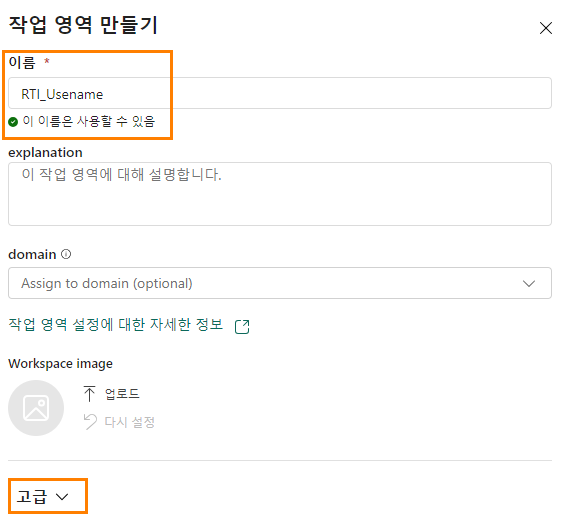 작업 영역 만들기
이름 *
RTI_Usename
이 이름은 사용할 수 있음
explanation
이 작업 영역에 대해 설명합니다.
domain
Assign to domain (optional)
작업 영역 설정에 대한 자세한 정보
Workspace image
업로드
다시 설정
고급